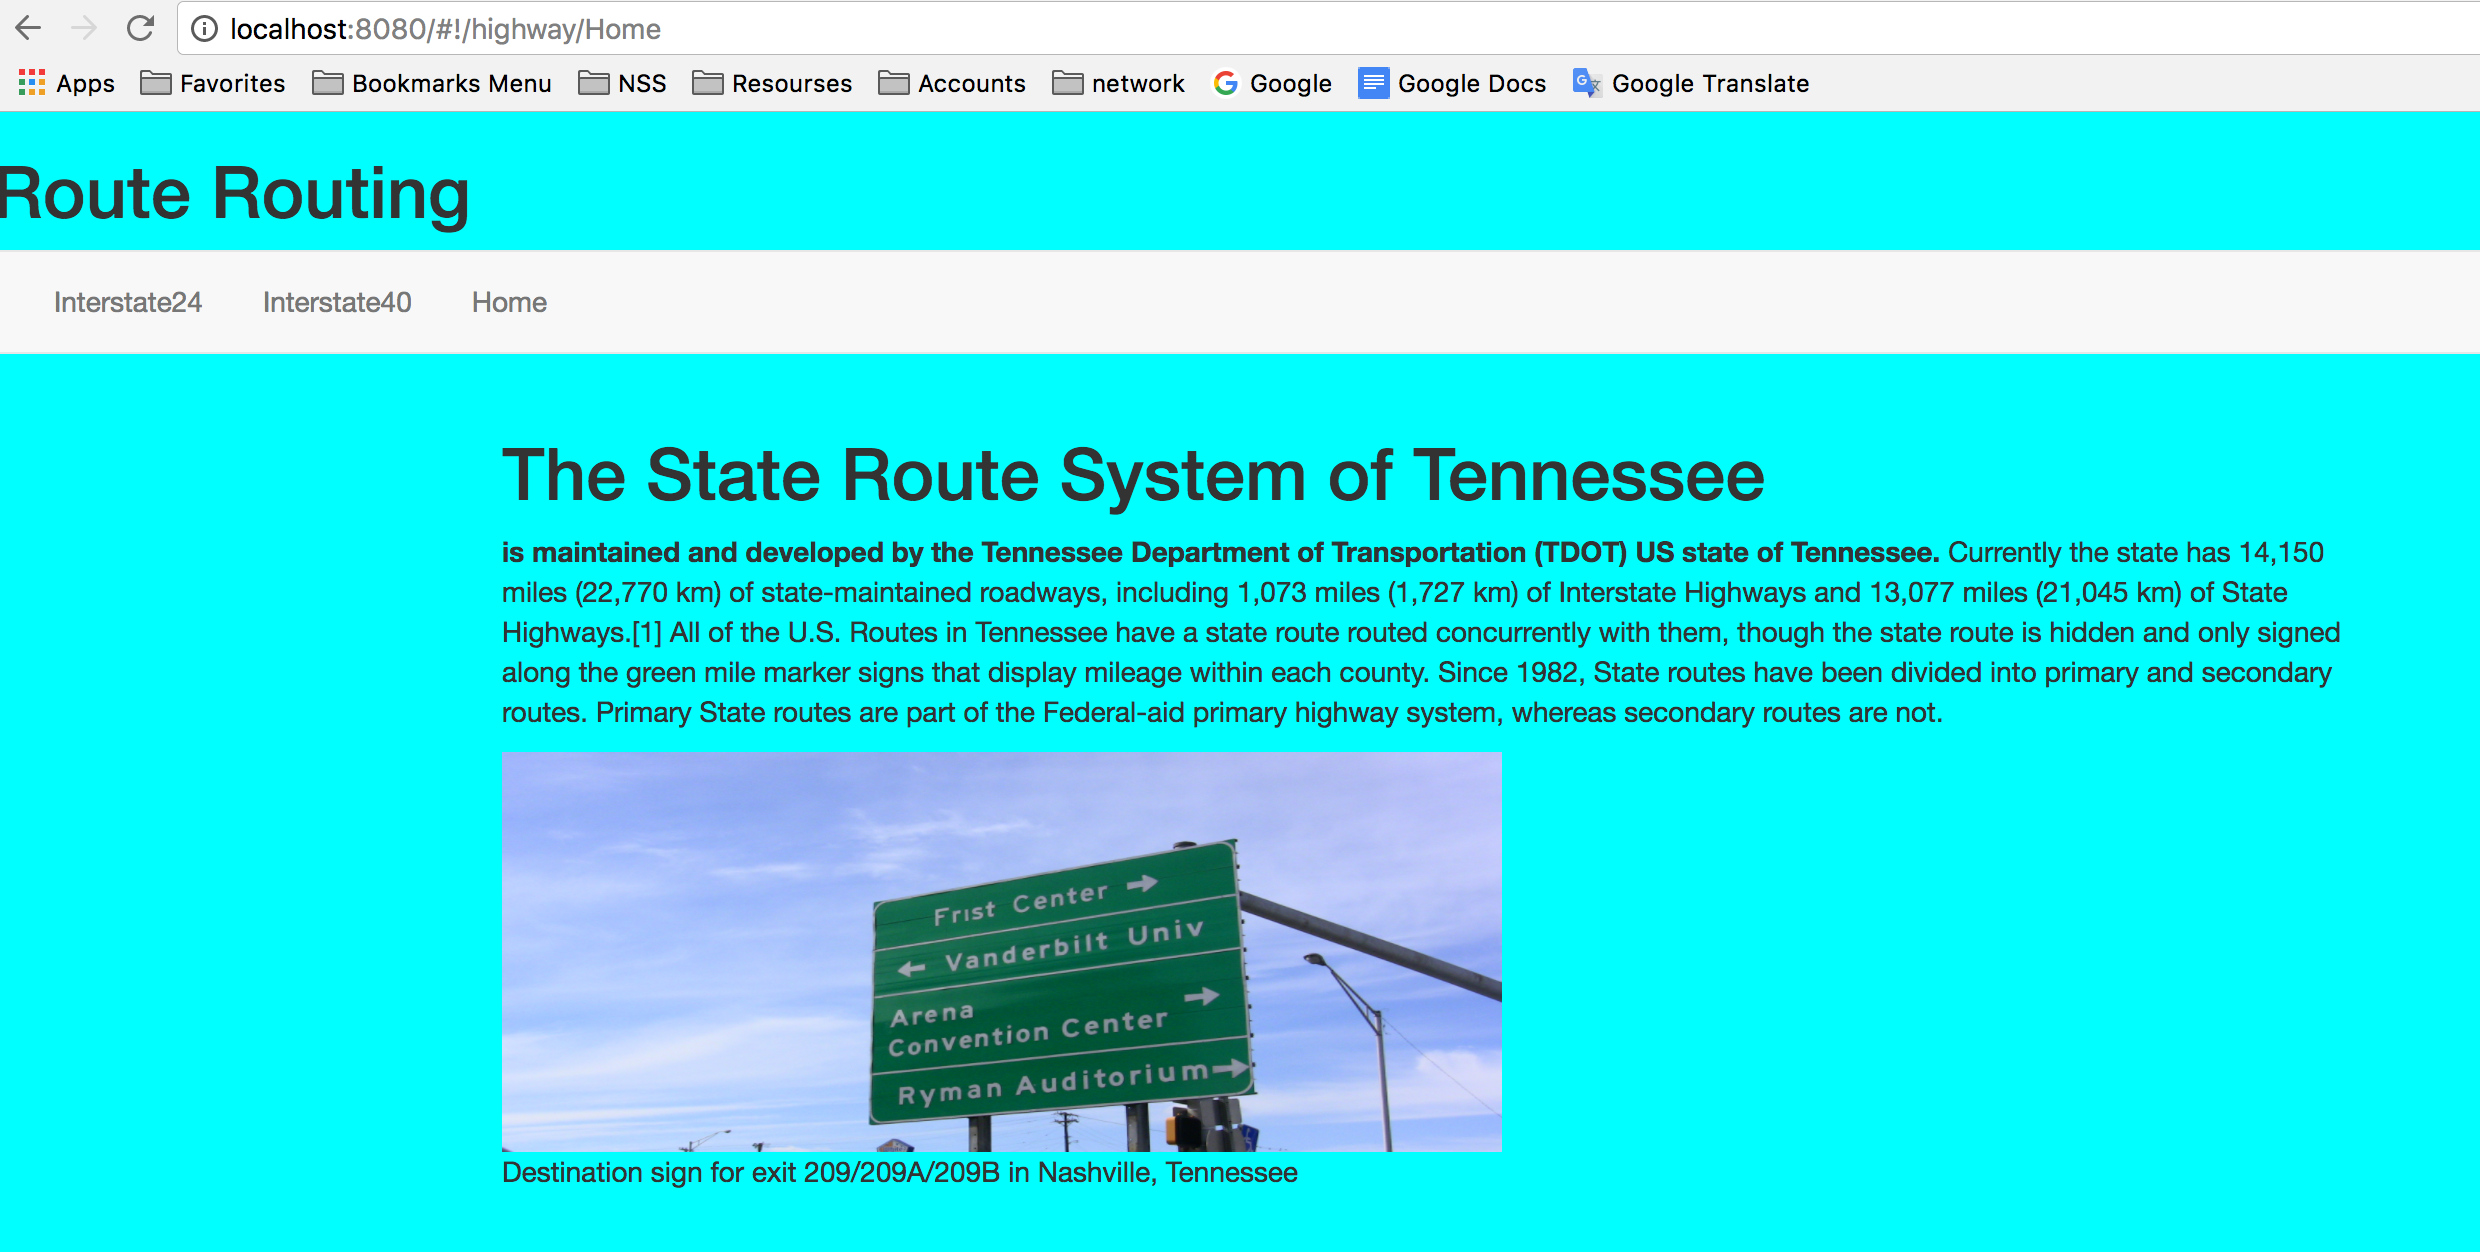 localhost:8080/#!/highway/Home
Apps Favorites Bookmarks Menu NSS Resourses Accounts network Google Google Docs Google Translate
Route Routing
Interstate24 Interstate40 Home
The State Route System of Tennessee
is maintained and developed by the Tennessee Department of Transportation (TDOT) US state of Tennessee. Currently the state has 14,150
miles (22,770 km) of state-maintained roadways, including 1,073 miles (1,727 km) of Interstate Highways and 13,077 miles (21,045 km) of State
Highways.[1] All of the U.S. Routes in Tennessee have a state route routed concurrently with them, though the state route is hidden and only signed
along the green mile marker signs that display mileage within each county. Since 1982, State routes have been divided into primary and secondary
routes. Primary State routes are part of the Federal-aid primary highway system, whereas secondary routes are not.
Frist Center →
← Vanderbilt Univ
Arena →
Convention Center
Ryman Auditorium →
Destination sign for exit 209/209A/209B in Nashville, Tennessee